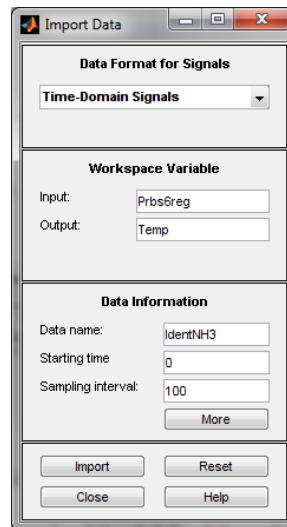 Import Data
Data Format for Signals
Time-Domain Signals
Workspace Variable
Input: Prbs6reg
Output: Temp
Data Information
Data name: IdentNH3
Starting time 0
Sampling interval: 100
More
Import Reset
Close Help